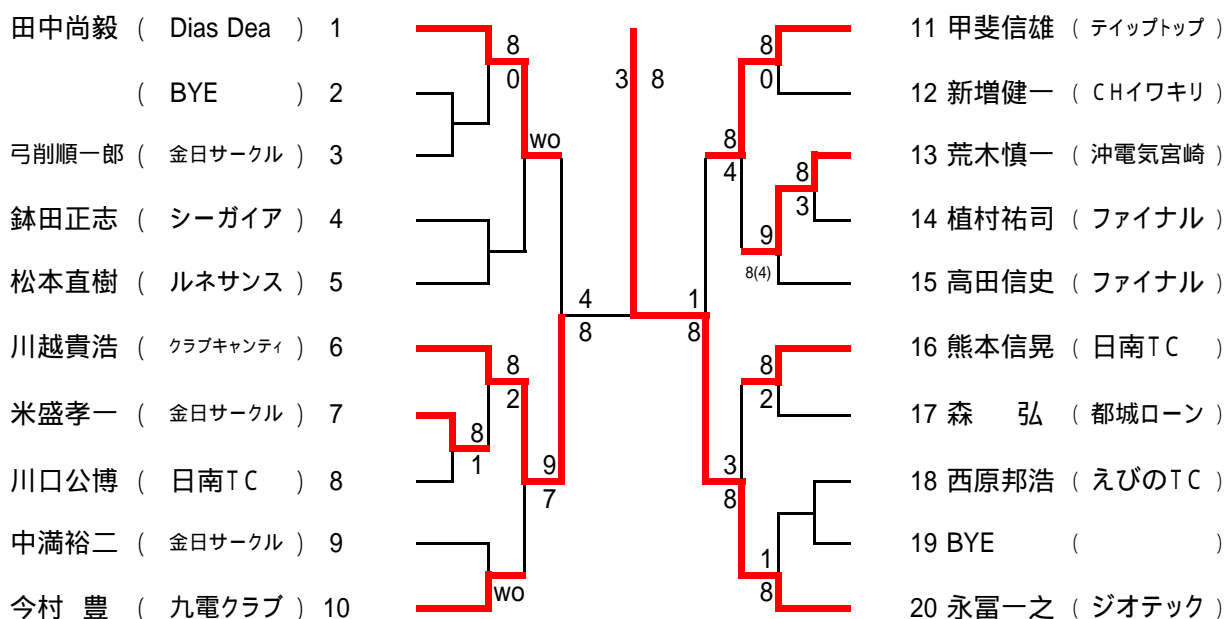 田中尚毅 ( Dias Dea ) 1
( BYE ) 2
弓削順一郎 ( 金日サークル ) 3
鉢田正志 ( シーガイア ) 4
松本直樹 ( ルネサンス ) 5
川越貴浩 ( クラブキャンティ ) 6
米盛孝一 ( 金日サークル ) 7
川口公博 ( 日南TC ) 8
中満裕二 ( 金日サークル ) 9
今村 豊 ( 九電クラブ ) 10
8
0
wo
8
2
8
1
9
7
wo
4
8
3 8
1
8
8
0
8
4
8
3
9
8(4)
8
2
3
8
1
8
11 甲斐信雄 ( テイップトップ )
12 新増健一 ( CHイワキリ )
13 荒木慎一 ( 沖電気宮崎 )
14 植村祐司 ( ファイナル )
15 高田信史 ( ファイナル )
16 熊本信晃 ( 日南TC )
17 森 弘 ( 都城ローン )
18 西原邦浩 ( えびのTC )
19 BYE ( )
20 永冨一之 ( ジオテック )